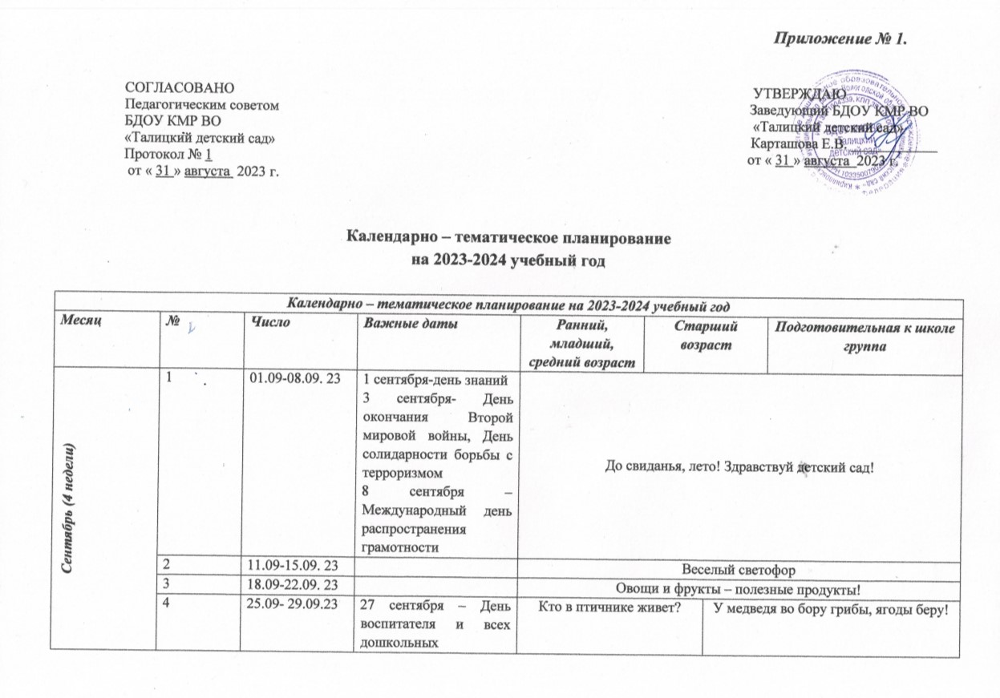 Приложение № 1.
СОГЛАСОВАНО
Педагогическим советом
БДОУ КМР ВО
«Талицкий детский сад»
Протокол № 1
от « 31 » августа 2023 г.
УТВЕРЖДАЮ
Заведующий БДОУ КМР ВО
«Талицкий детский сад»
Карташова Е.В.
от « 31 » августа 2023 г.
Календарно – тематическое планирование
на 2023-2024 учебный год
Календарно – тематическое планирование на 2023-2024 учебный год
Месяц
№
Число
Важные даты
Ранний,
младший,
средний возраст
Старший
возраст
Подготовительная к школе
группа
Сентябрь (4 недели)
1
01.09-08.09. 23
1 сентября-день знаний
3 сентября- День
окончания Второй
мировой войны, День
солидарности борьбы с
терроризмом
8 сентября –
Международный день
распространения
грамотности
До свиданья, лето! Здравствуй детский сад!
2
11.09-15.09. 23
Веселый светофор
3
18.09-22.09. 23
Овощи и фрукты – полезные продукты!
4
25.09- 29.09.23
27 сентября – День
воспитателя и всех
дошкольных
Кто в птичнике живет?
У медведя во бору грибы, ягоды беру!